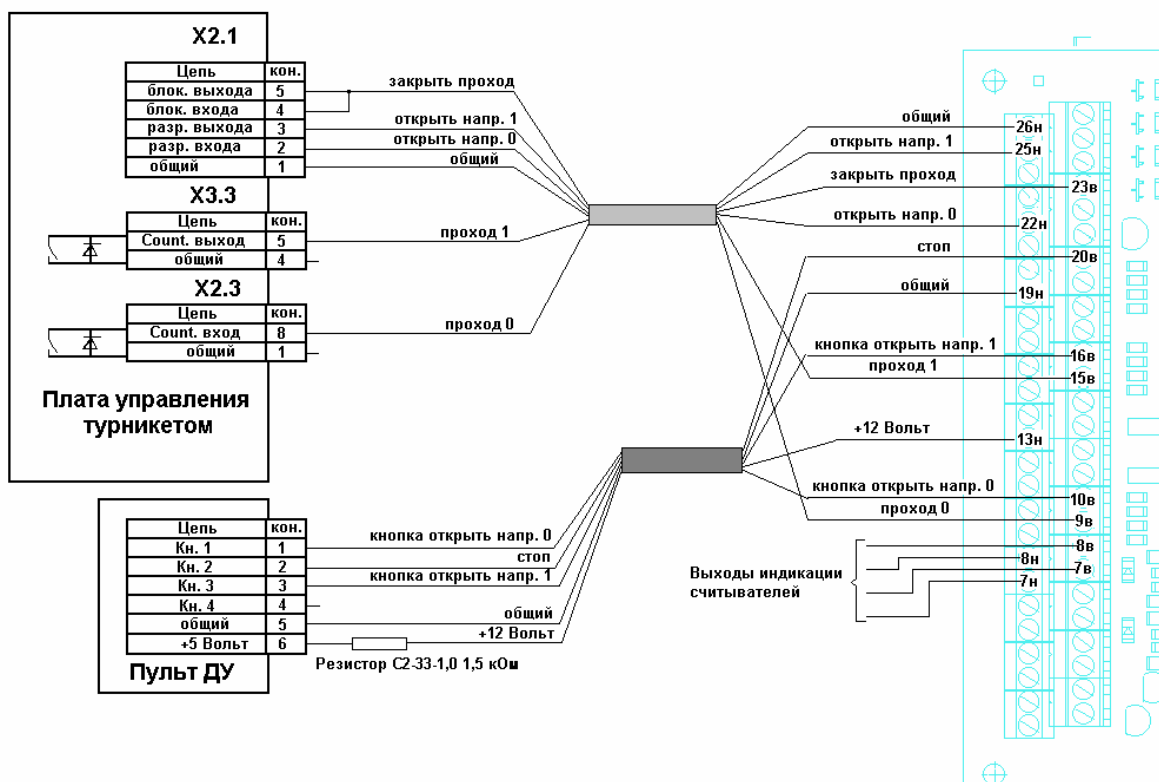 X2.1
Цепь кон.
блок. выхода 5
блок. входа 4
разр. выхода 3
разр. входа 2
общий 1
закрыть проход
открыть напр. 1
открыть напр. 0
общий
X3.3
Цепь кон.
Count. выход 5
общий 4
проход 1
X2.3
Цепь кон.
Count. вход 8
общий 1
проход 0
Плата управления
турникетом
Цепь кон.
Кн. 1 1
Кн. 2 2
Кн. 3 3
Кн. 4 4
общий 5
+5 Вольт 6
кнопка открыть напр. 0
стоп
кнопка открыть напр. 1
общий
+12 Вольт
Резистор С2-33-1,0 1,5 кОм
Пульт ДУ
общий 26н
открыть напр. 1 25н
закрыть проход 23в
открыть напр. 0 22н
стоп 20в
общий 19н
кнопка открыть напр. 1 16в
проход 1 15в
+12 Вольт 13н
кнопка открыть напр. 0 10в
проход 0 9в
8в
8н
7в
7н
Выходы индикации
считывателей